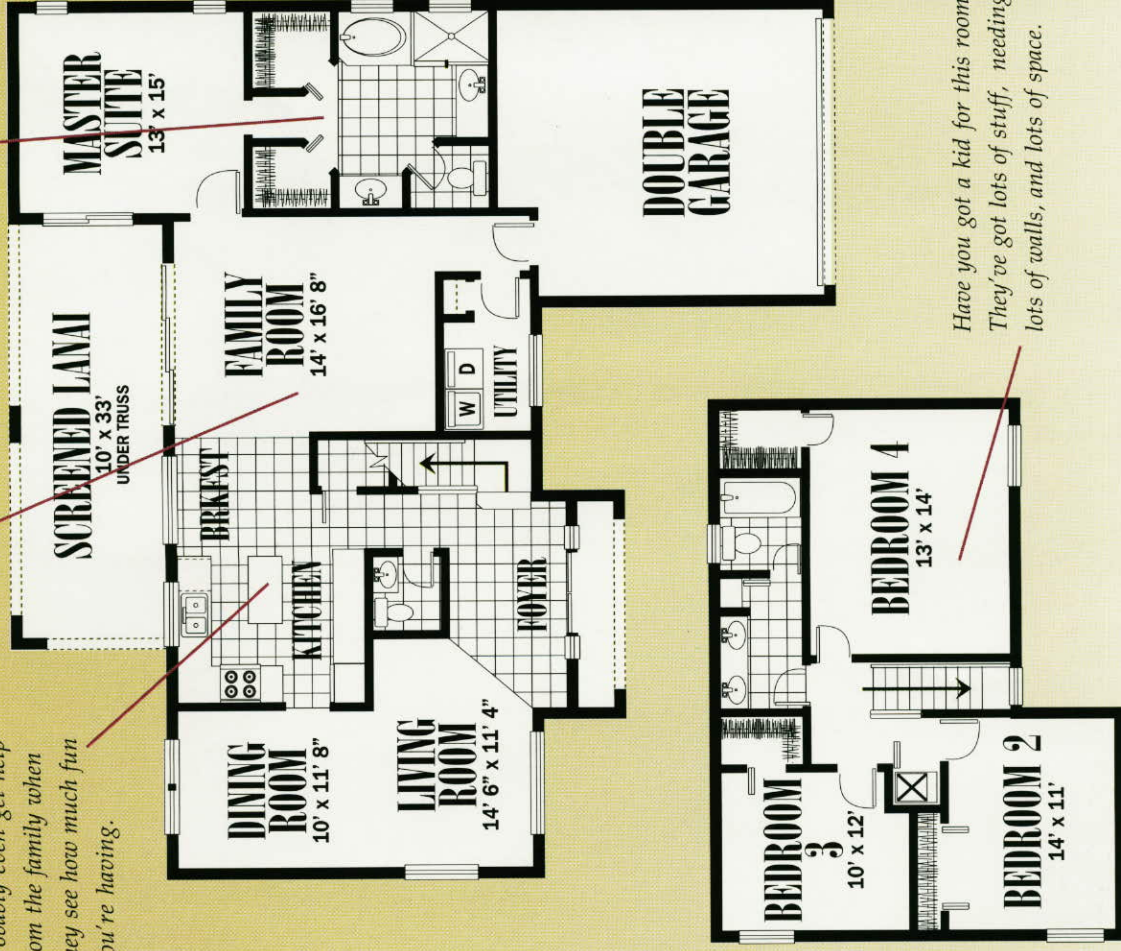 obably even get help
om the family when
ey see how much fun
ou're having.
SCREENED LANAI
10' x 33'
UNDER TRUSS
MASTER
SUITE
13' x 15'
BRKFST
FAMILY
ROOM
14' x 16' 8"
DINING
ROOM
10' x 11' 8"
KITCHEN
W D
UTILITY
LIVING
ROOM
14' 6" x 11' 4"
FOYER
DOUBLE
GARAGE
BEDROOM
3
10' x 12'
BEDROOM 4
13' x 14'
BEDROOM 2
14' x 11'
Have you got a kid for this room
They've got lots of stuff, needing
lots of walls, and lots of space.